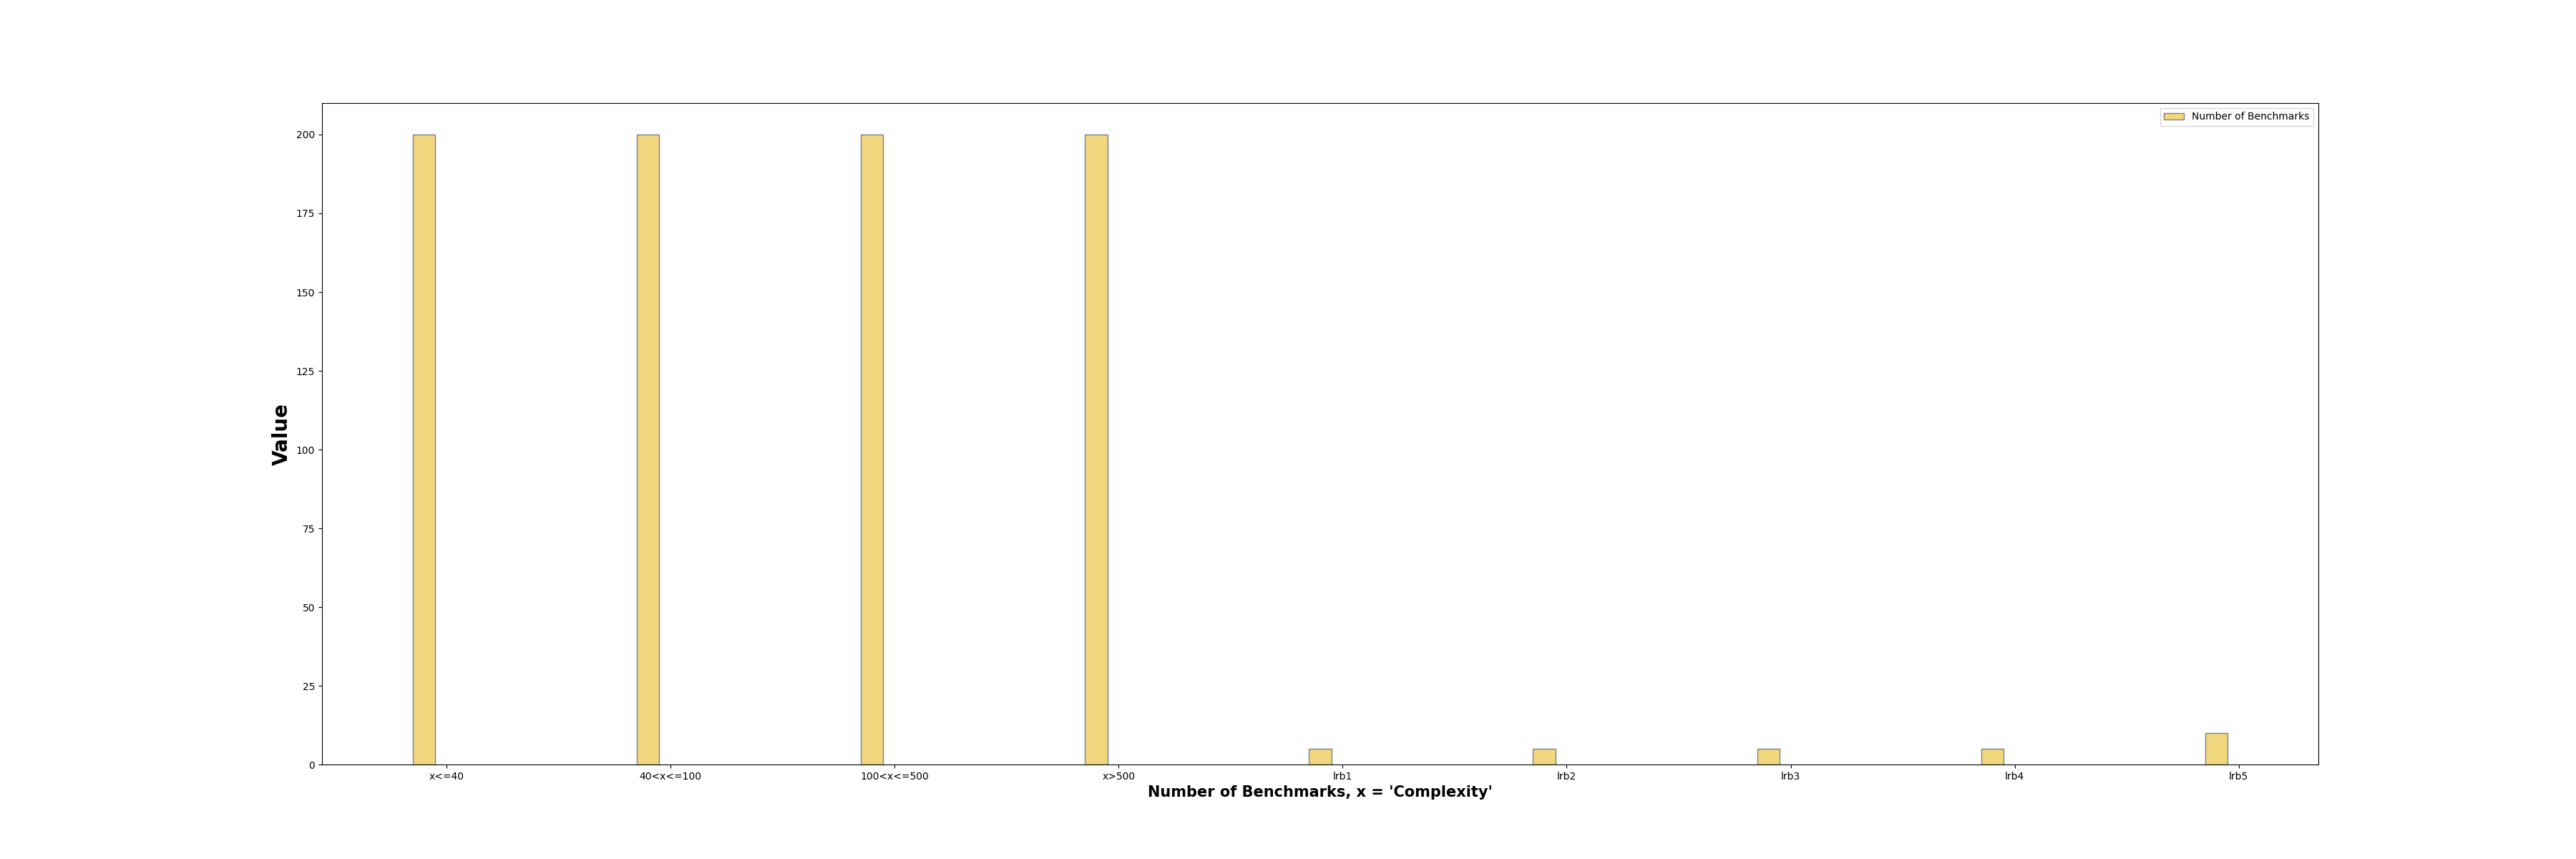 Number of Benchmarks
200
175
150
125
100
75
50
25
0
Value
x<=40 40<x<=100 100<x<=500 x>500 lrb1 lrb2 lrb3 lrb4 lrb5
Number of Benchmarks, x = 'Complexity'